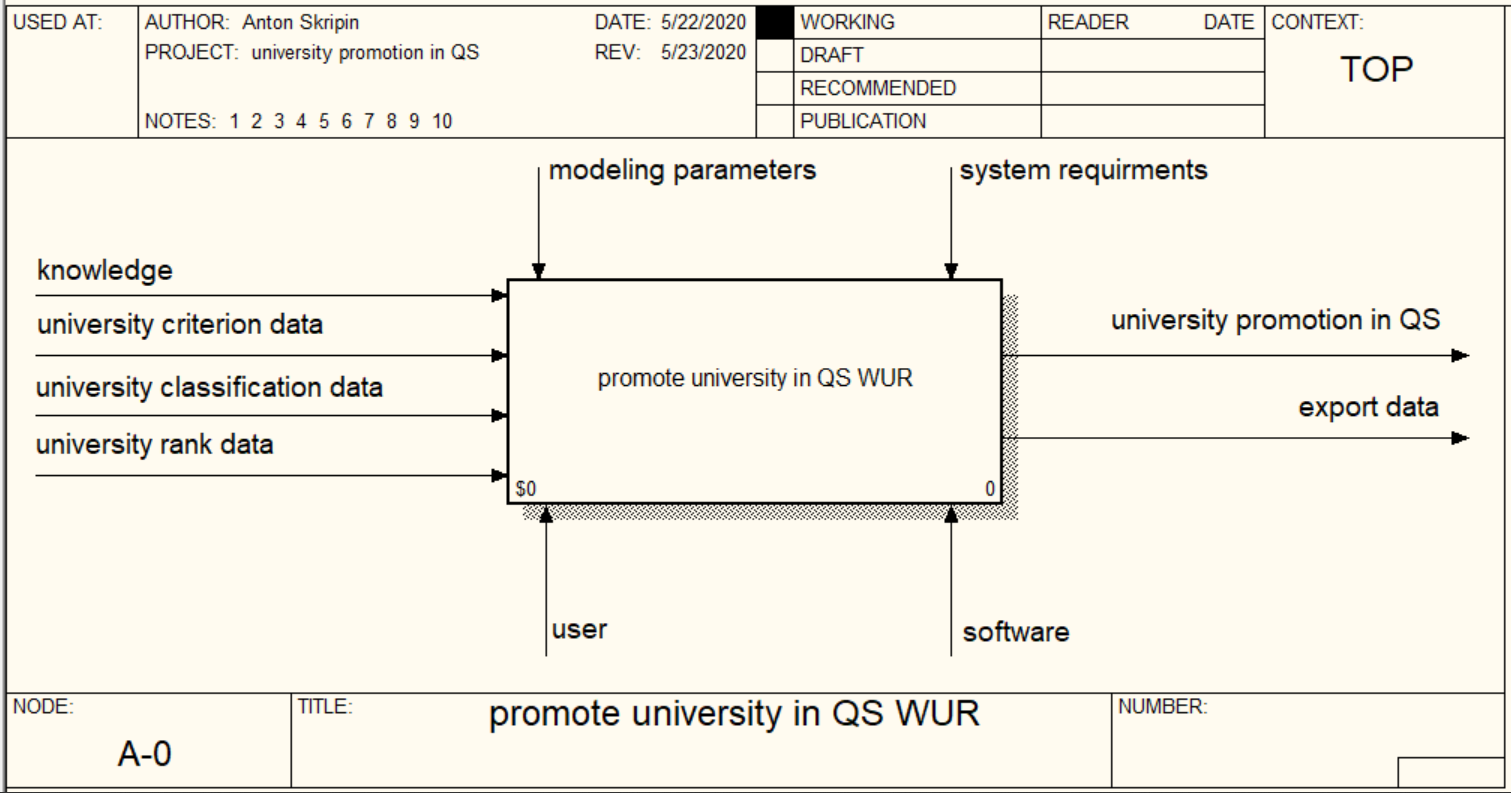 USED AT:
AUTHOR: Anton Skripin
DATE: 5/22/2020
PROJECT: university promotion in QS
REV: 5/23/2020
NOTES: 1 2 3 4 5 6 7 8 9 10
WORKING
DRAFT
RECOMMENDED
PUBLICATION
READER DATE
CONTEXT:
TOP
modeling parameters
system requirments
knowledge
university criterion data
university classification data
university rank data
promote university in QS WUR
$0
0
university promotion in QS
export data
user
software
NODE:
A-0
TITLE:
promote university in QS WUR
NUMBER: